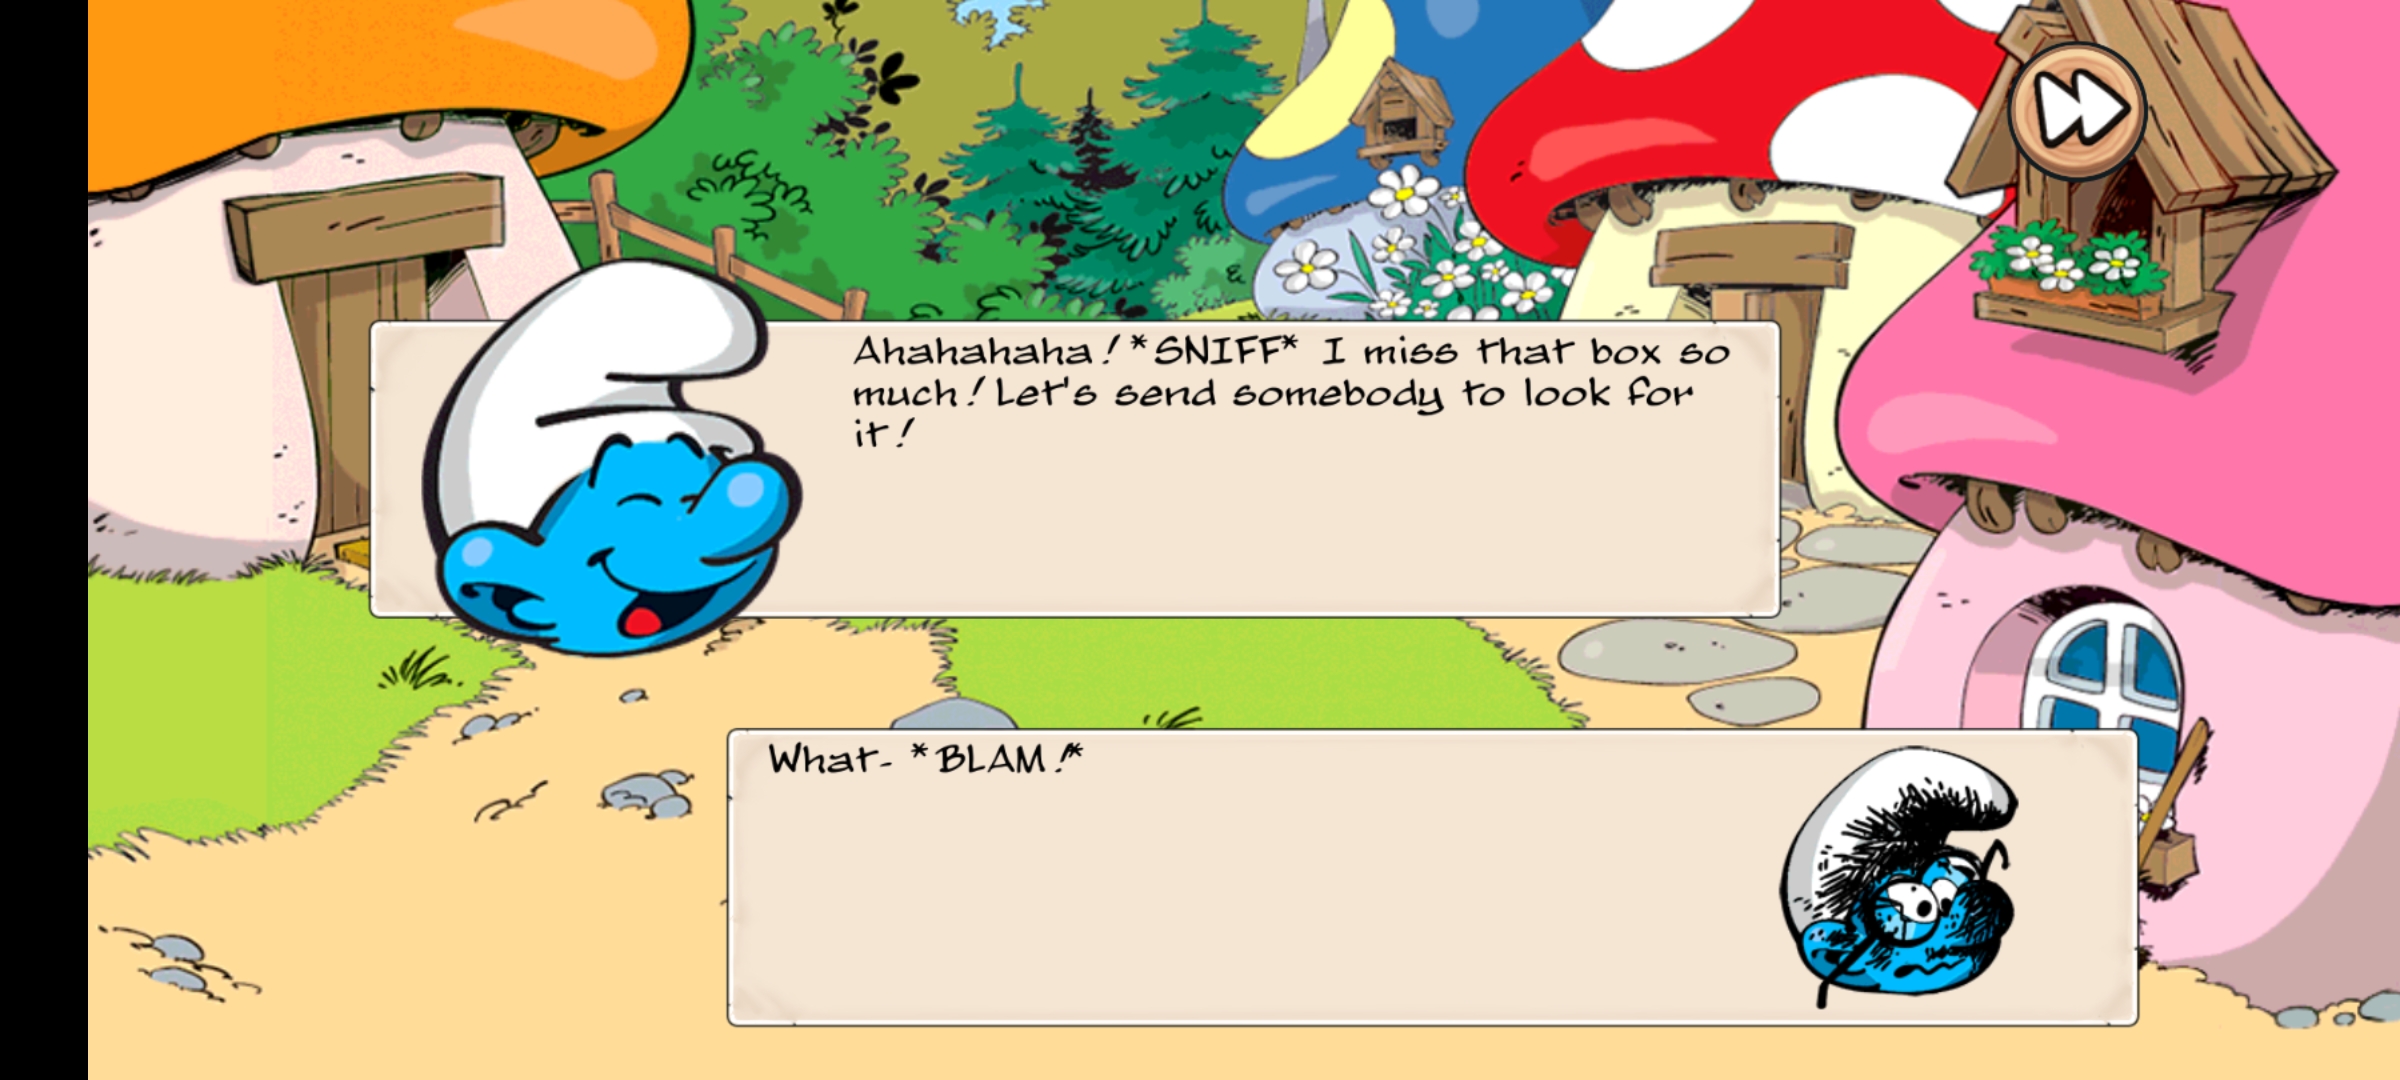 Ahahahaha! *SNIFF* I miss that box so
much! Let's send somebody to look for
it!
What- *BLAM!*